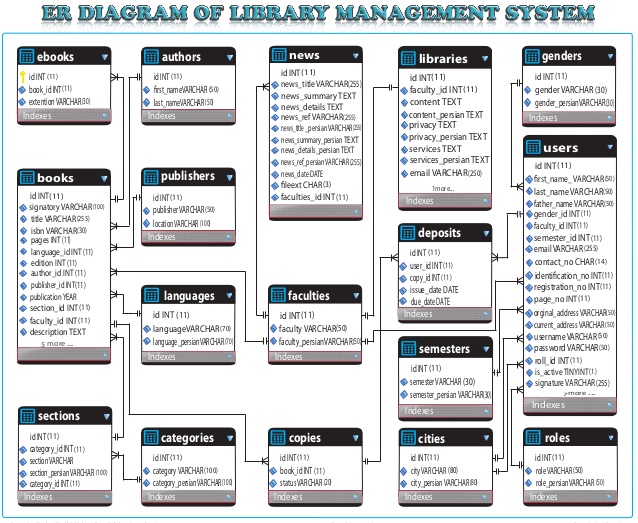 ER DIAGRAM OF LIBRARY MANAGEMENT SYSTEM
ebooks
id INT (11)
book_id INT (11)
extention VARCHAR(30)
Indexes
authors
id INT (11)
first_nameVARCHAR (50)
last_nameVARCHAR(50)
Indexes
news
id INT (11)
news_title VARCHAR(255)
news_summary TEXT
news_details TEXT
news_ref VARCHAR(255)
news_title_persian VARCHAR(255)
news_summary_persian TEXT
news_details_persian TEXT
news_ref_persian VARCHAR(255)
news_date DATE
fileext CHAR (3)
faculties_id INT (11)
libraries
id INT (11)
faculty_id INT (11)
content TEXT
content_persian TEXT
privacy TEXT
privacy_persian TEXT
services TEXT
services_persian TEXT
email VARCHAR(250)
1more...
genders
id INT (11)
gender VARCHAR (30)
gender_persian VARCHAR(30)
Indexes
books
id INT (11)
signatory VARCHAR(100)
title VARCHAR(255)
isbn VARCHAR(30)
pages INT (11)
language_id INT(11)
edition INT (11)
author_id INT (11)
publisher_id INT(11)
publication YEAR
section_id INT (11)
faculty_id INT (11)
description TEXT
5 more ...
Indexes
publishers
id INT (11)
publisher VARCHAR(50)
location VARCHAR(100)
Indexes
users
id INT (11)
first_name_ VARCHAR(50)
last_name VARCHAR(50)
father_name VARCHAR(50)
gender_id INT(11)
faculty_id INT(11)
semester_id INT (11)
email VARCHAR (255)
contact_no CHAR(14)
identification_no INT(11)
registration_no INT(11)
page_no INT (11)
orginal_address VARCHAR(50)
current_address VARCHAR(50)
username VARCHAR (60)
password VARCHAR(50)
roll_id INT (11)
is_active TINYINT(1)
signature VARCHAR (255)
Indexes
deposits
id INT (11)
user_id INT (11)
copy_id INT (11)
issue_date DATE
due_date DATE
languages
id INT (11)
languageVARCHAR(70)
language_persian VARCHAR(70)
Indexes
faculties
id INT (11)
faculty VARCHAR(50)
faculty_persian VARCHAR(50)
Indexes
semesters
id INT (11)
semester VARCHAR (30)
semester_persian VARCHAR(30)
Indexes
sections
id INT (11)
category_id INT (11)
section VARCHAR
section_persian VARCHAR (100)
category_id INT (11)
Indexes
categories
id INT (11)
category VARCHAR (100)
category_persian VARCHAR(100)
Indexes
copies
id INT (11)
book_id INT (11)
status VARCHAR (20)
Indexes
cities
id INT (11)
city VARCHAR (80)
city_persian VARCHAR (80)
Indexes
roles
id INT (11)
role VARCHAR(50)
role_persian VARCHAR(50)
Indexes